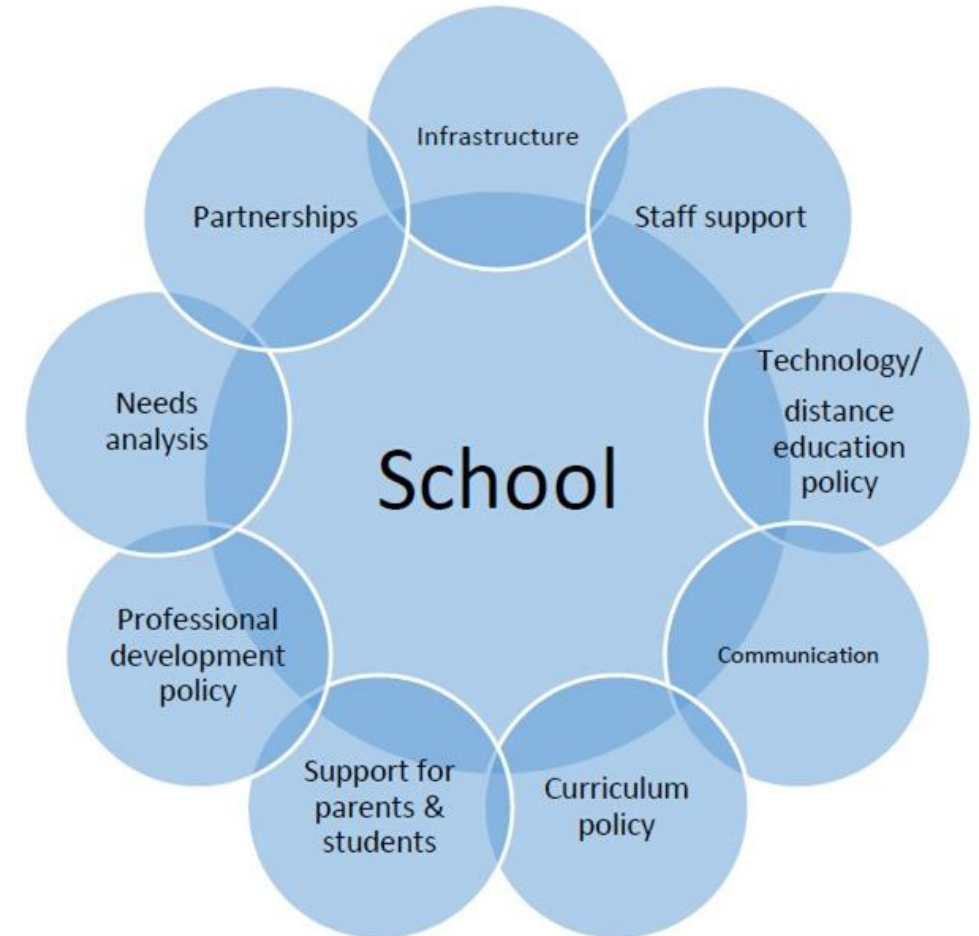 Infrastructure
Staff support
Technology/
distance
education
policy
Communication
Curriculum
policy
Support for
parents &
students
Professional
development
policy
Needs
analysis
Partnerships
School